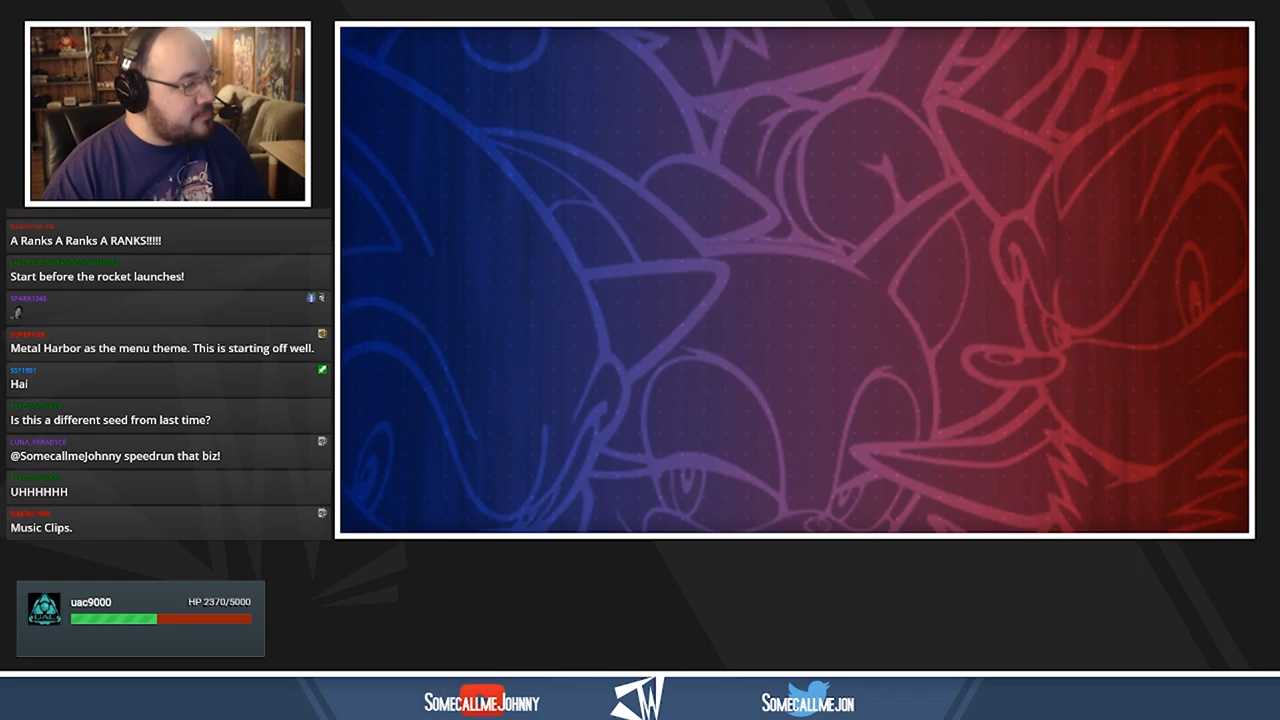 A Ranks A Ranks A RANKS!!!!!
Start before the rocket launches!
SPARK1048
Metal Harbor as the menu theme. This is starting off well.
SSF1991
Hai
Is this a different seed from last time?
LUNA_PARADYCE
@SomecallmeJohnny speedrun that biz!
UHHHHHH
Music Clips.
uac9000
HP 2370/5000
UAC
SOMECALLMEJOHNNY
SOMECALLMEJON